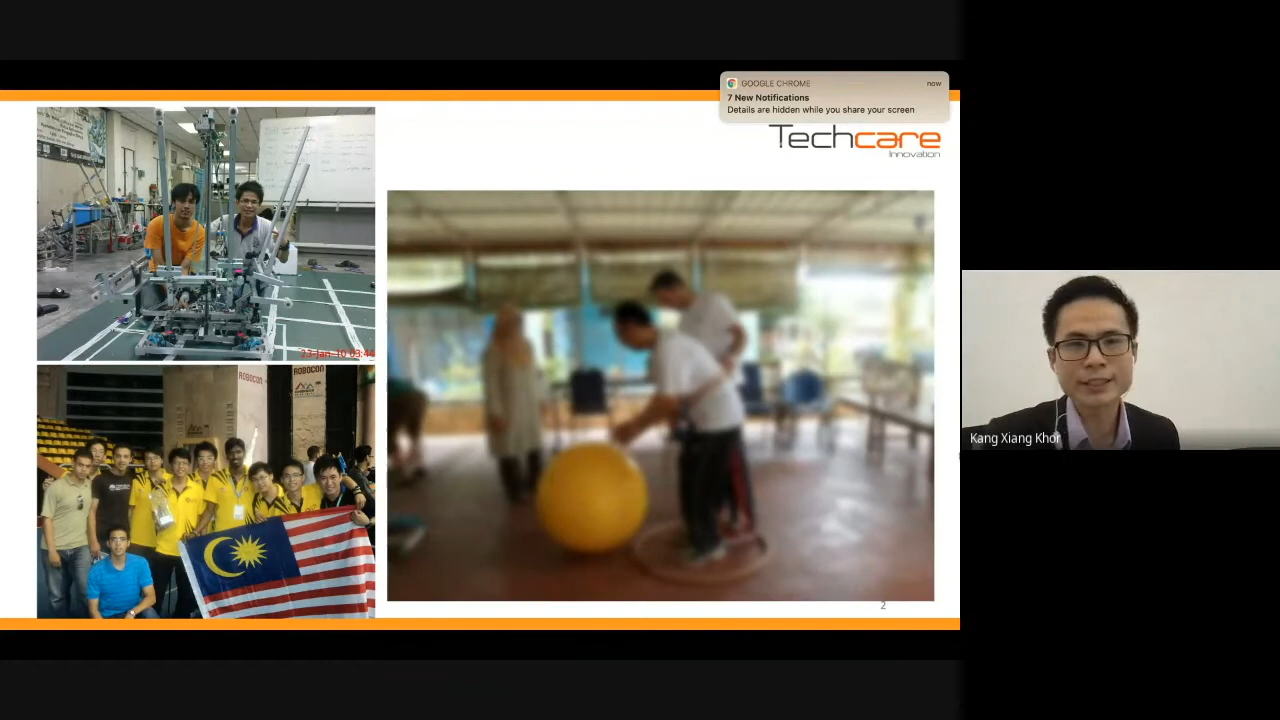 GOOGLE CHROME
now
7 New Notifications
Details are hidden while you share your screen
Techcare
Innovation
ROBOCON
ROBOCON
2
Kang Xiang Khor